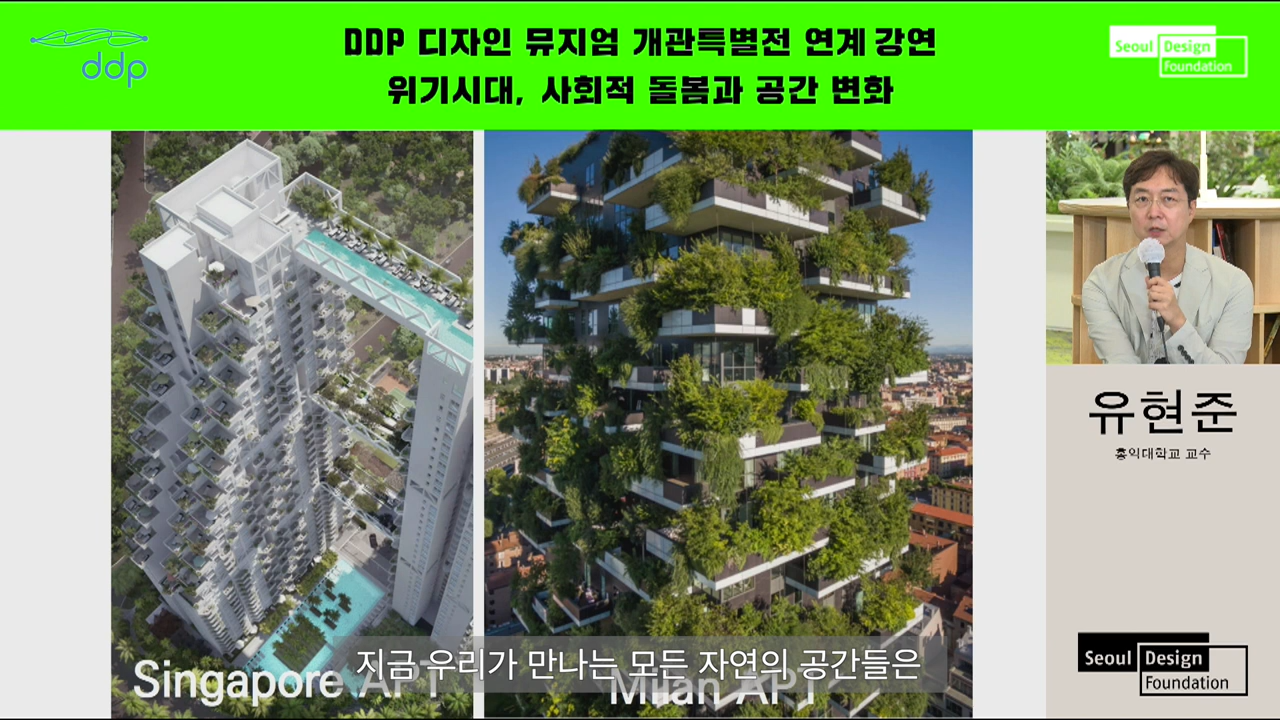 ddp
DDP 디자인 뮤지엄 개관특별전 연계 강연
위기시대, 사회적 돌봄과 공간 변화
Seoul Design
Foundation
유현준
홍익대학교 교수
지금 우리가 만나는 모든 자연의 공간들은
Singapore APT
Milan APT
Seoul Design
Foundation